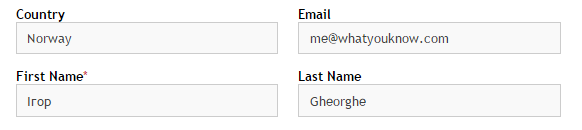 Country Email
Norway me@whatyouknow.com
First Name* Last Name
Irop Gheorghe